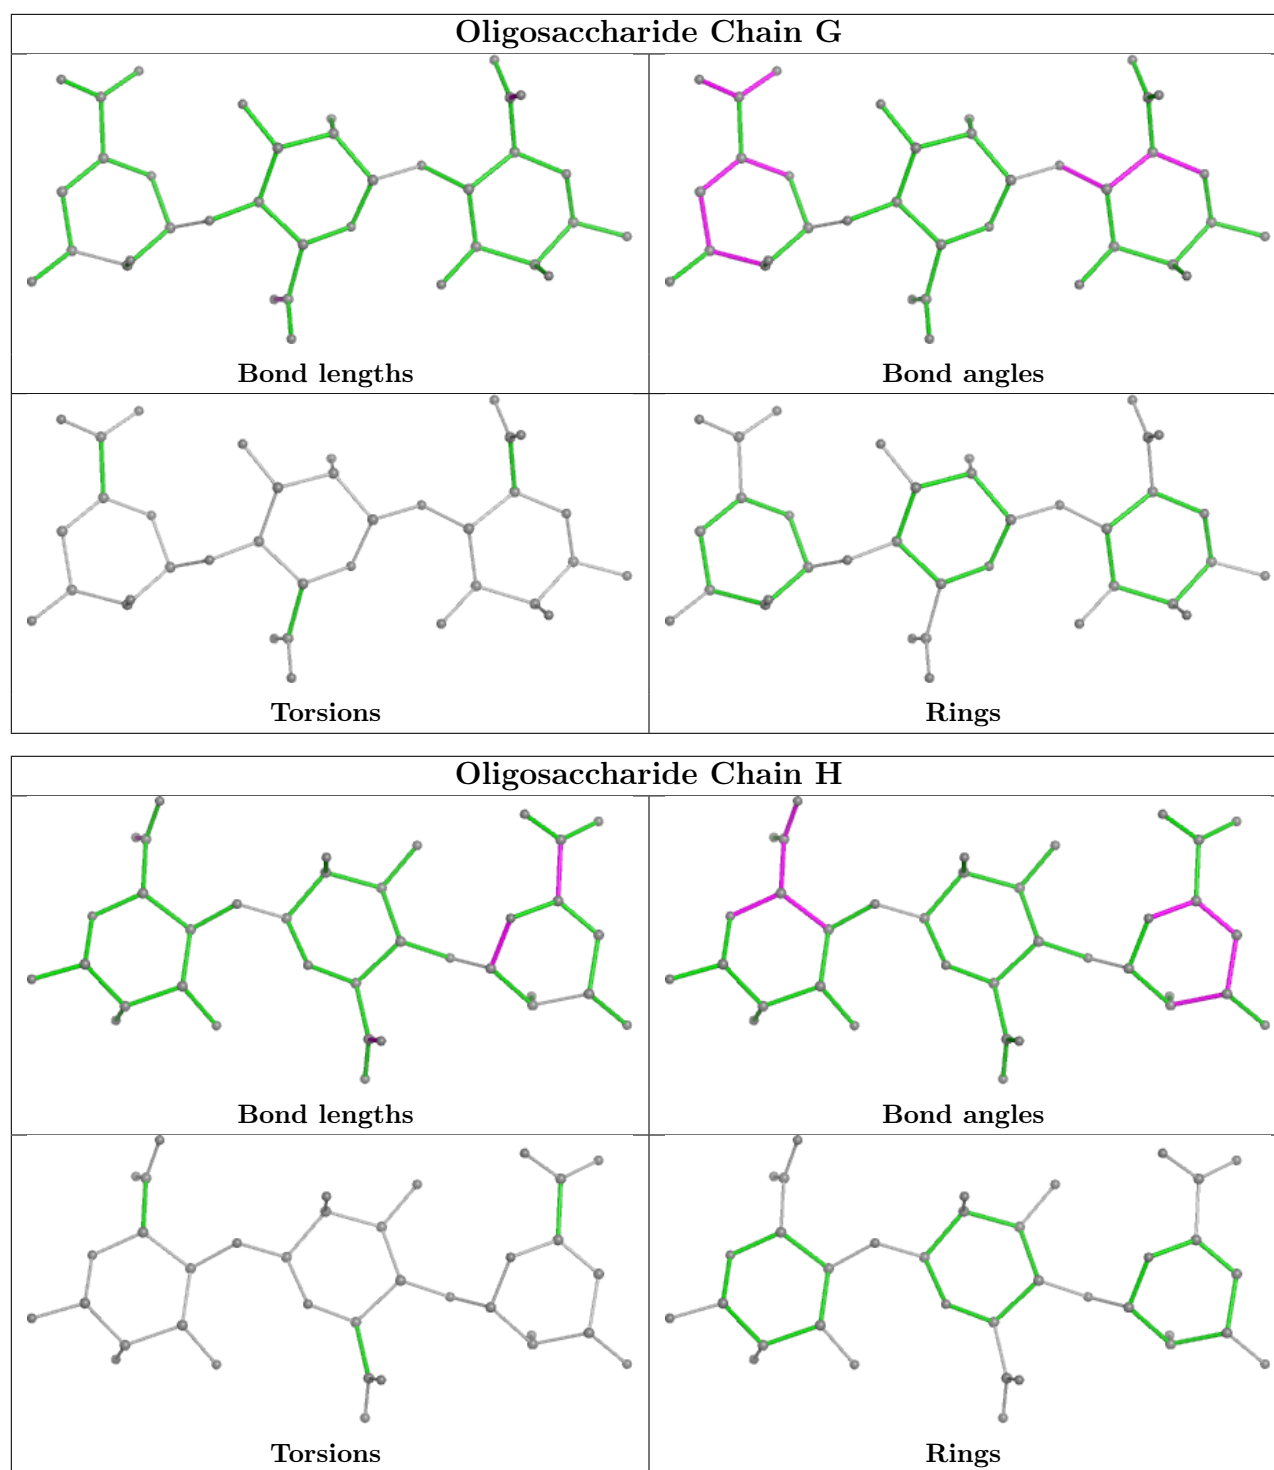 Oligosaccharide Chain G
Bond lengths
Bond angles
Torsions
Rings
Oligosaccharide Chain H
Bond lengths
Bond angles
Torsions
Rings